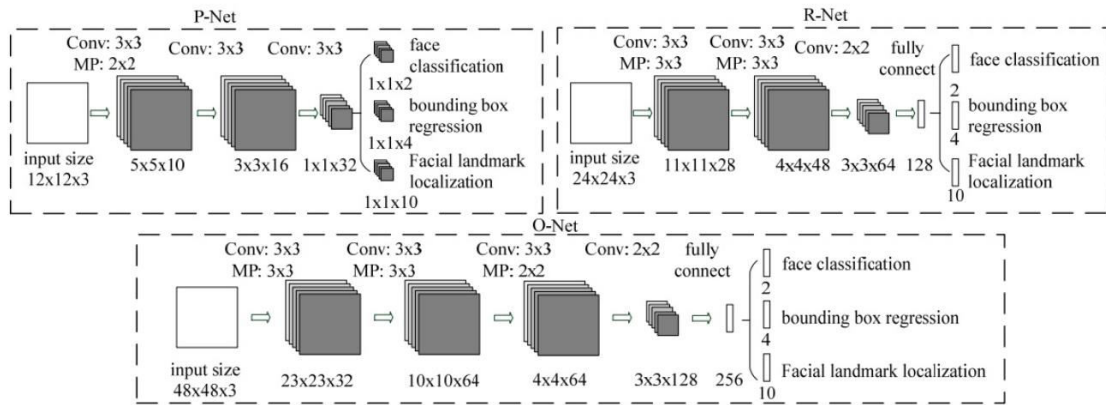 P-Net
Conv: 3x3
MP: 2x2
Conv: 3x3
Conv: 3x3
face
classification
1x1x2
bounding box
regression
1x1x4
Facial landmark
localization
1x1x10
input size
12x12x3
5x5x10
3x3x16
1x1x32
R-Net
Conv: 3x3
MP: 3x3
Conv: 3x3
MP: 3x3
Conv: 2x2
fully
connect
face classification
2
bounding box
regression
4
Facial landmark
localization
10
input size
24x24x3
11x11x28
4x4x48
3x3x64
128
O-Net
Conv: 3x3
MP: 3x3
Conv: 3x3
MP: 3x3
Conv: 3x3
MP: 2x2
Conv: 2x2
fully
connect
face classification
2
bounding box regression
4
Facial landmark localization
10
input size
48x48x3
23x23x32
10x10x64
4x4x64
3x3x128
256